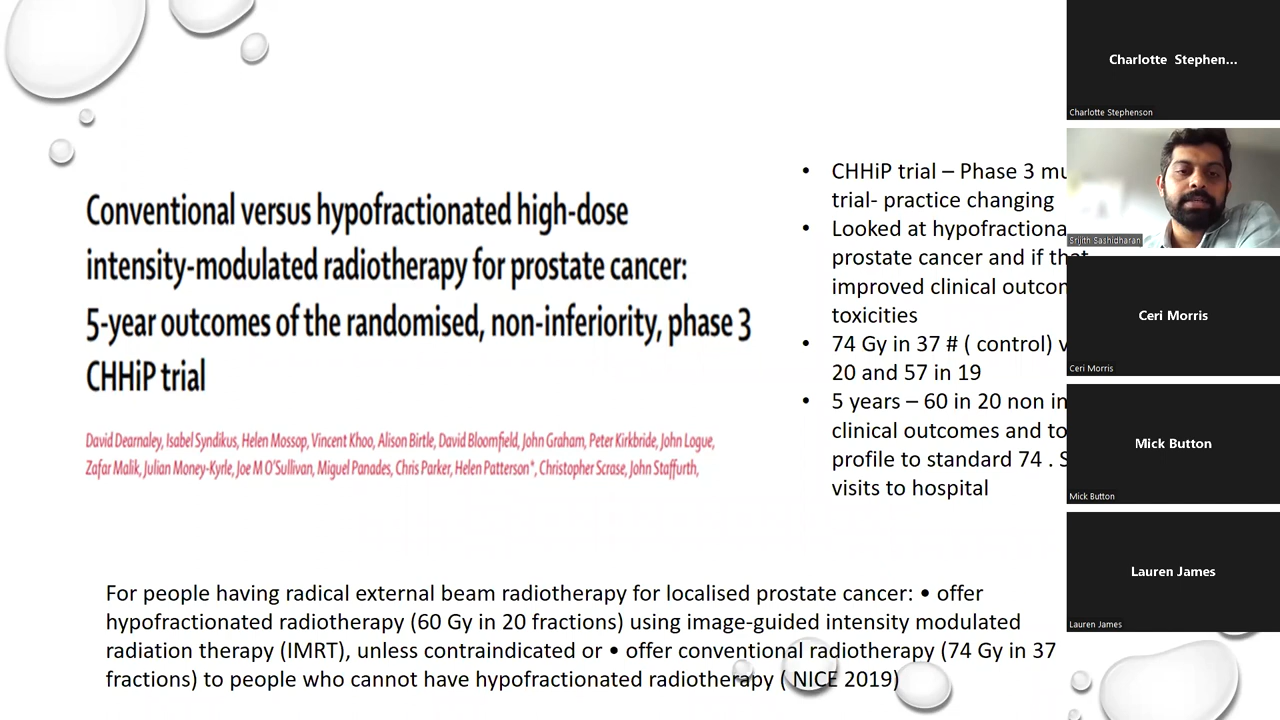 Conventional versus hypofractionated high-dose
intensity-modulated radiotherapy for prostate cancer:
5-year outcomes of the randomised, non-inferiority, phase 3
CHHiP trial
David Dearnaley, Isabel Syndikus, Helen Mossop, Vincent Khoo, Alison Birtle, David Bloomfield, John Graham, Peter Kirkbride, John Logue,
Zafar Malik, Julian Money-Kyrle, Joe M O'Sullivan, Miguel Panades, Chris Parker, Helen Patterson*, Christopher Scrase, John Staffurth,
• CHHiP trial – Phase 3 mu
trial- practice changing
• Looked at hypofractiona
prostate cancer and if that
improved clinical outcon
toxicities
• 74 Gy in 37 # ( control) v
20 and 57 in 19
• 5 years – 60 in 20 non in
clinical outcomes and to
profile to standard 74 . S
visits to hospital
For people having radical external beam radiotherapy for localised prostate cancer: • offer
hypofractionated radiotherapy (60 Gy in 20 fractions) using image-guided intensity modulated
radiation therapy (IMRT), unless contraindicated or • offer conventional radiotherapy (74 Gy in 37
fractions) to people who cannot have hypofractionated radiotherapy ( NICE 2019)
Charlotte Stephen...
Charlotte Stephenson
Srijith Sashidharan
Ceri Morris
Ceri Morris
Mick Button
Mick Button
Lauren James
Lauren James